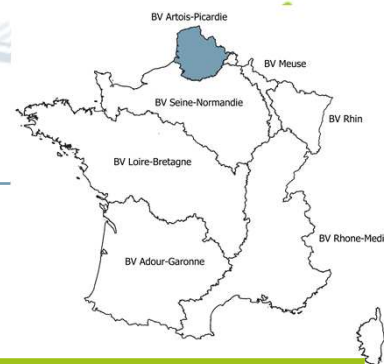 BV Artois-Picardie
BV Meuse
BV Seine-Normandie
BV Rhin
BV Loire-Bretagne
BV Rhone-Medi
BV Adour-Garonne